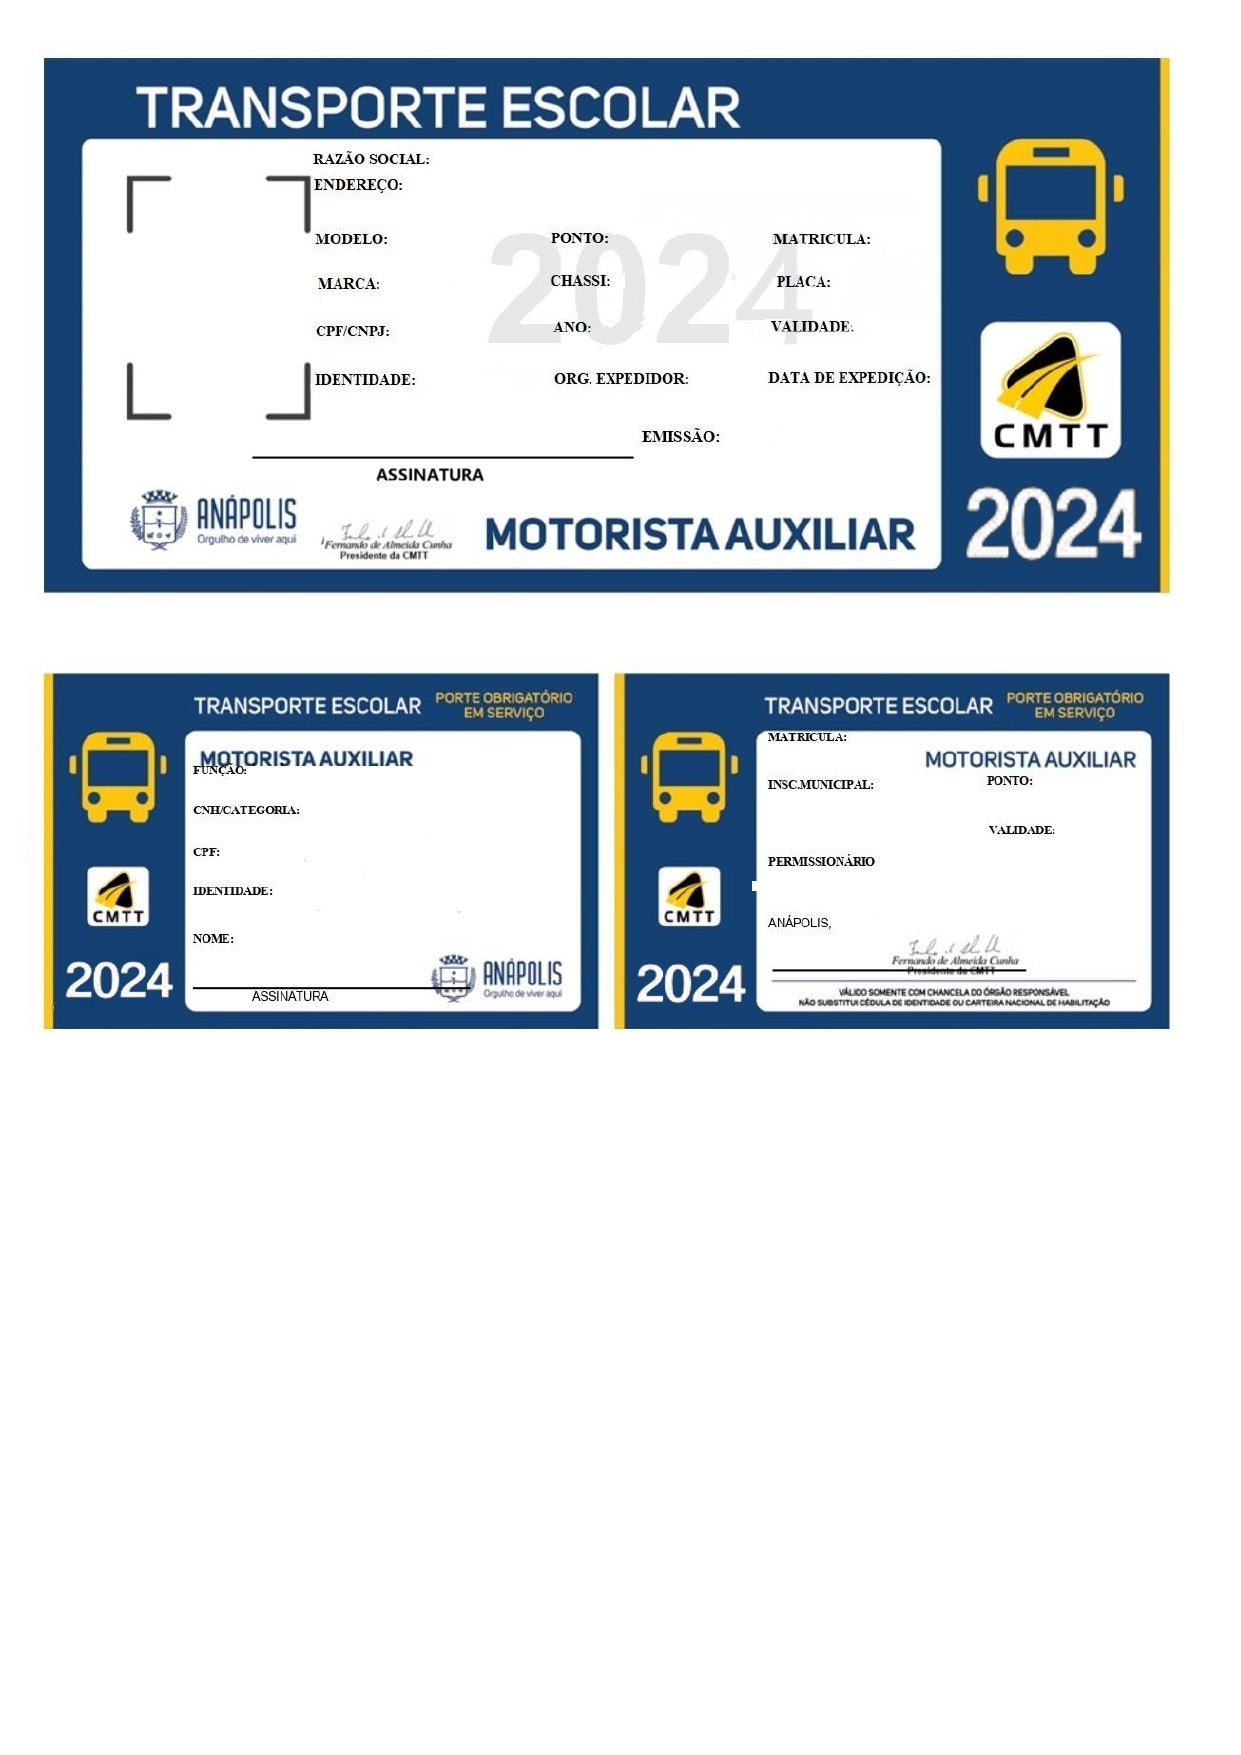 TRANSPORTE ESCOLAR
RAZÃO SOCIAL:
ENDEREÇO:
MODELO: PONTO: MATRICULA:
2024
MARCA: CHASSI: PLACA:
CPF/CNPJ: ANO: VALIDADE:
IDENTIDADE: ORG. EXPEDIDOR: DATA DE EXPEDIÇÃO:
EMISSÃO:
ASSINATURA
CMTT
2024
ANÁPOLIS
Orgulho de viver aqui
Fernando de Almeida Cunha
Presidente da CMTT
MOTORISTA AUXILIAR
TRANSPORTE ESCOLAR PORTE OBRIGATÓRIO
EM SERVIÇO
MOTORISTA AUXILIAR
FUNÇÃO:
CNH/CATEGORIA:
CPF:
IDENTIDADE:
NOME:
ASSINATURA
ANÁPOLIS
Orgulho de viver aqui
CMTT
2024
TRANSPORTE ESCOLAR PORTE OBRIGATÓRIO
EM SERVIÇO
MATRICULA:
MOTORISTA AUXILIAR
INSC.MUNICIPAL: PONTO:
VALIDADE:
PERMISSIONÁRIO
ANÁPOLIS,
Fernando de Almeida Cunha
Presidente da CMTT
VÁLIDO SOMENTE COM CHANCELA DO ÓRGÃO RESPONSÁVEL
NÃO SUBSTITUI CÉDULA DE IDENTIDADE OU CARTEIRA NACIONAL DE HABILITAÇÃO
CMTT
2024